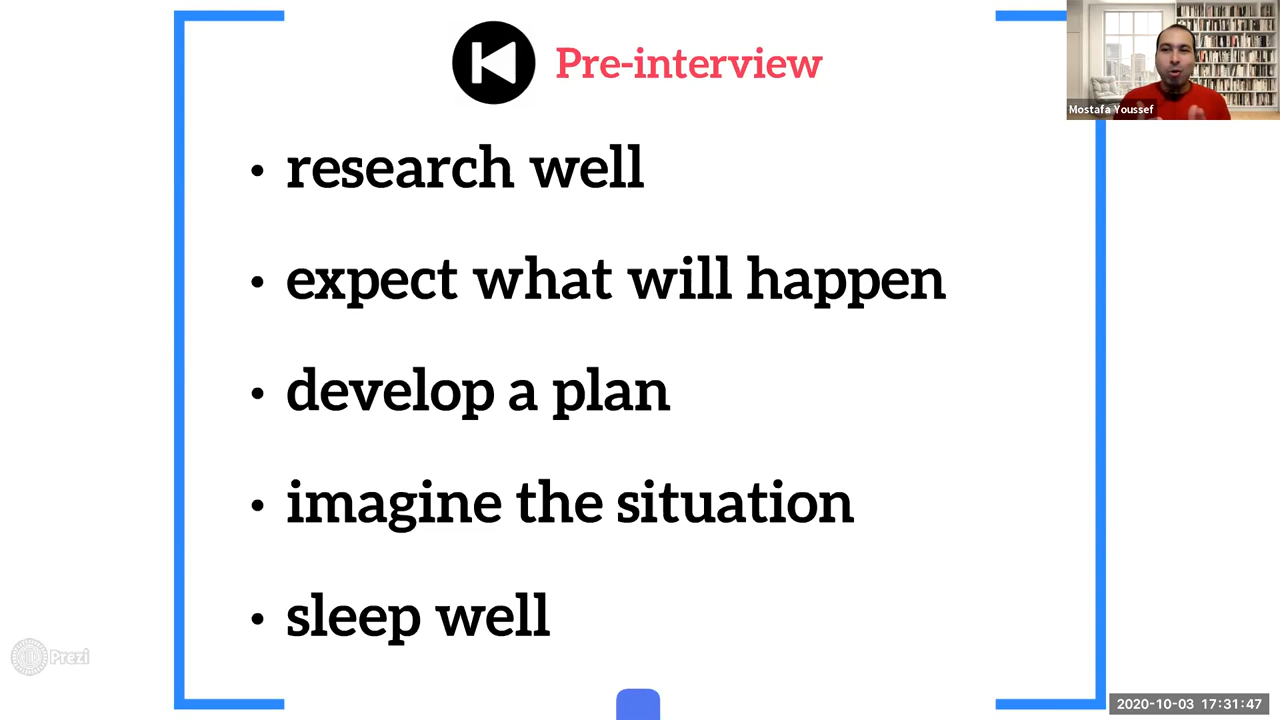 Pre-interview
Mostafa Youssef
• research well
• expect what will happen
• develop a plan
• imagine the situation
• sleep well
Prezi
2020-10-03 17:31:47